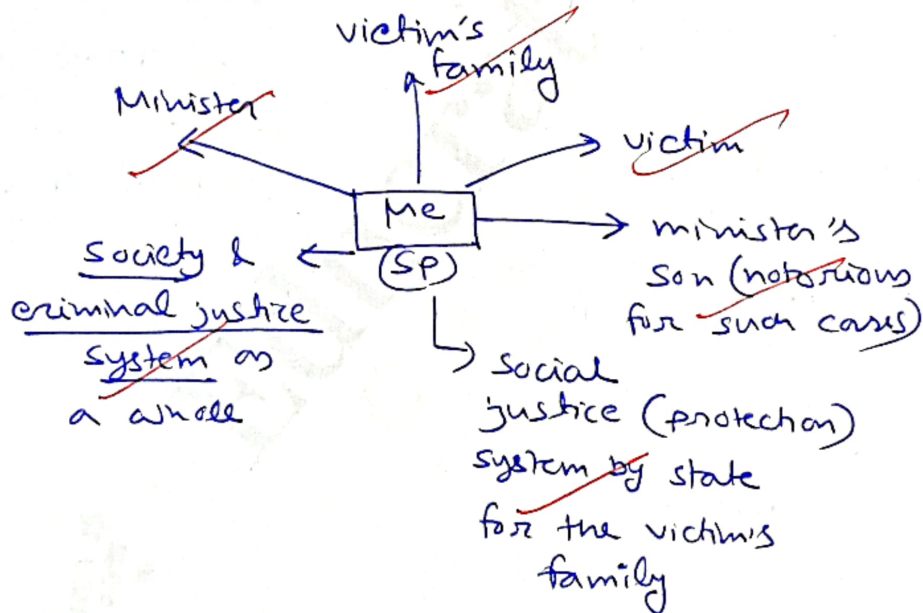 victim's
family
Minister
victim
Me
(SP)
minister's
son (notorious
for such cases)
Society &
criminal justice
system as
a whole
social
justice (protection)
system by state
for the victim's
family